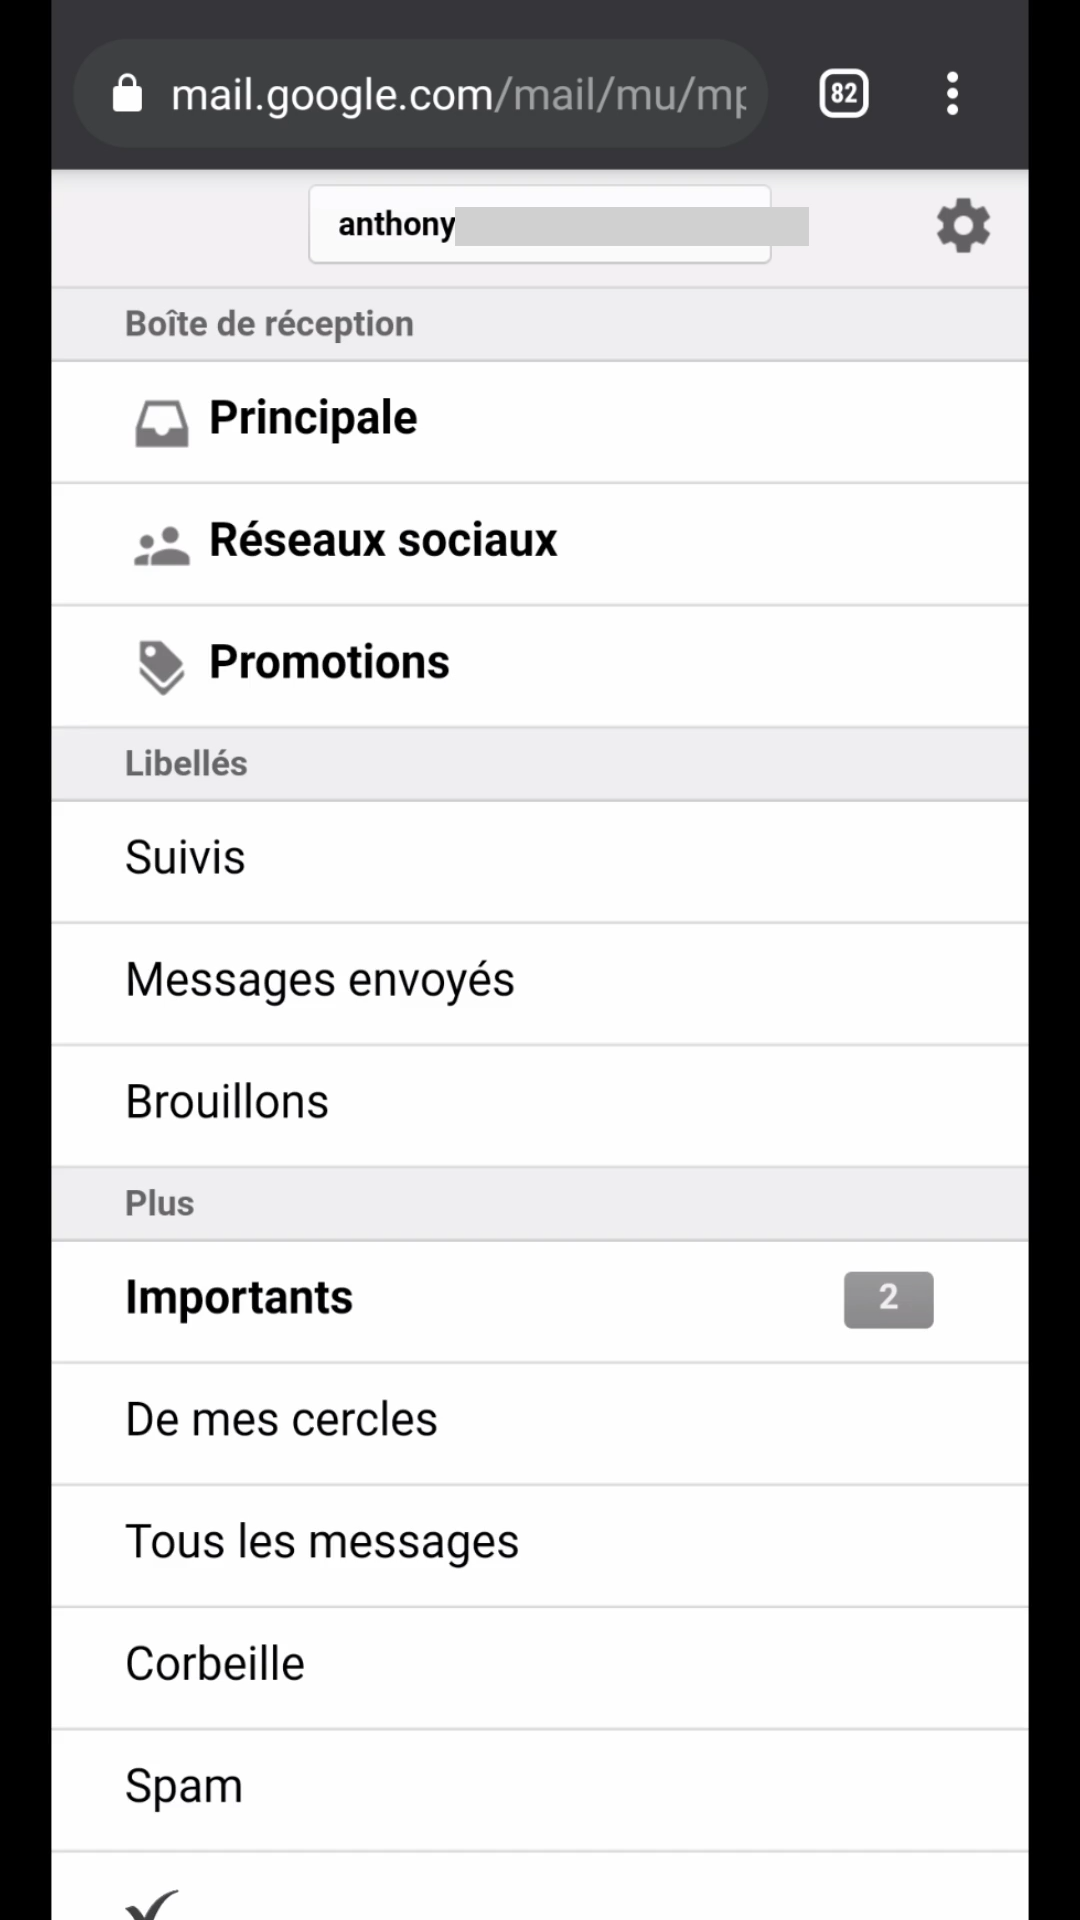 mail.google.com/mail/mu/mp
82
anthony
Boîte de réception
Principale
Réseaux sociaux
Promotions
Libellés
Suivis
Messages envoyés
Brouillons
Plus
Importants 2
De mes cercles
Tous les messages
Corbeille
Spam